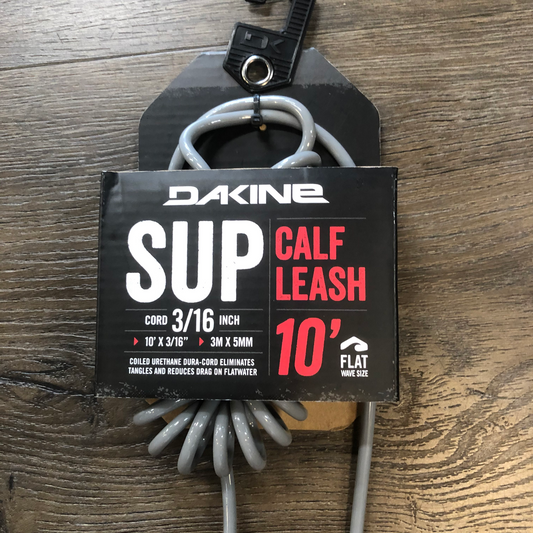 DK
DAKINE
SUP
CALF
LEASH
CORD 3/16 INCH
10' X 3/16" 3M X 5MM
10'
FLAT
WAVE SIZE
COILED URETHANE DURA-CORD ELIMINATES
TANGLES AND REDUCES DRAG ON FLATWATER